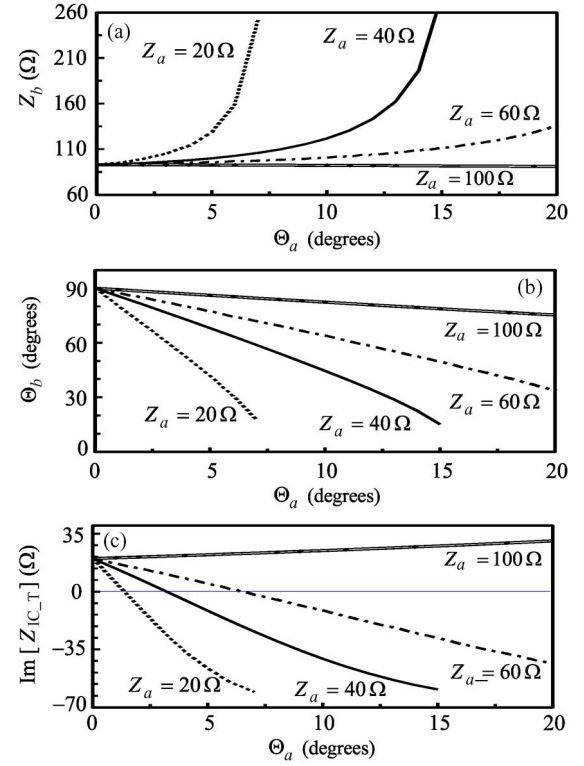 260
(a)
Z_a = 20 Ω
Z_a = 40 Ω
210
Z_b (Ω)
160
Z_a = 60 Ω
110
Z_a = 100 Ω
60
0 5 10 15 20
Θ_a (degrees)
90
(b)
Z_a = 100 Ω
60
Θ_b (degrees)
30
Z_a = 20 Ω
Z_a = 40 Ω
Z_a = 60 Ω
0
0 5 10 15 20
Θ_a (degrees)
35
(c)
Z_a = 100 Ω
Im [Z_IC_T] (Ω)
0
-35
Z_a = 20 Ω
Z_a = 40 Ω
Z_a = 60 Ω
-70
0 5 10 15 20
Θ_a (degrees)